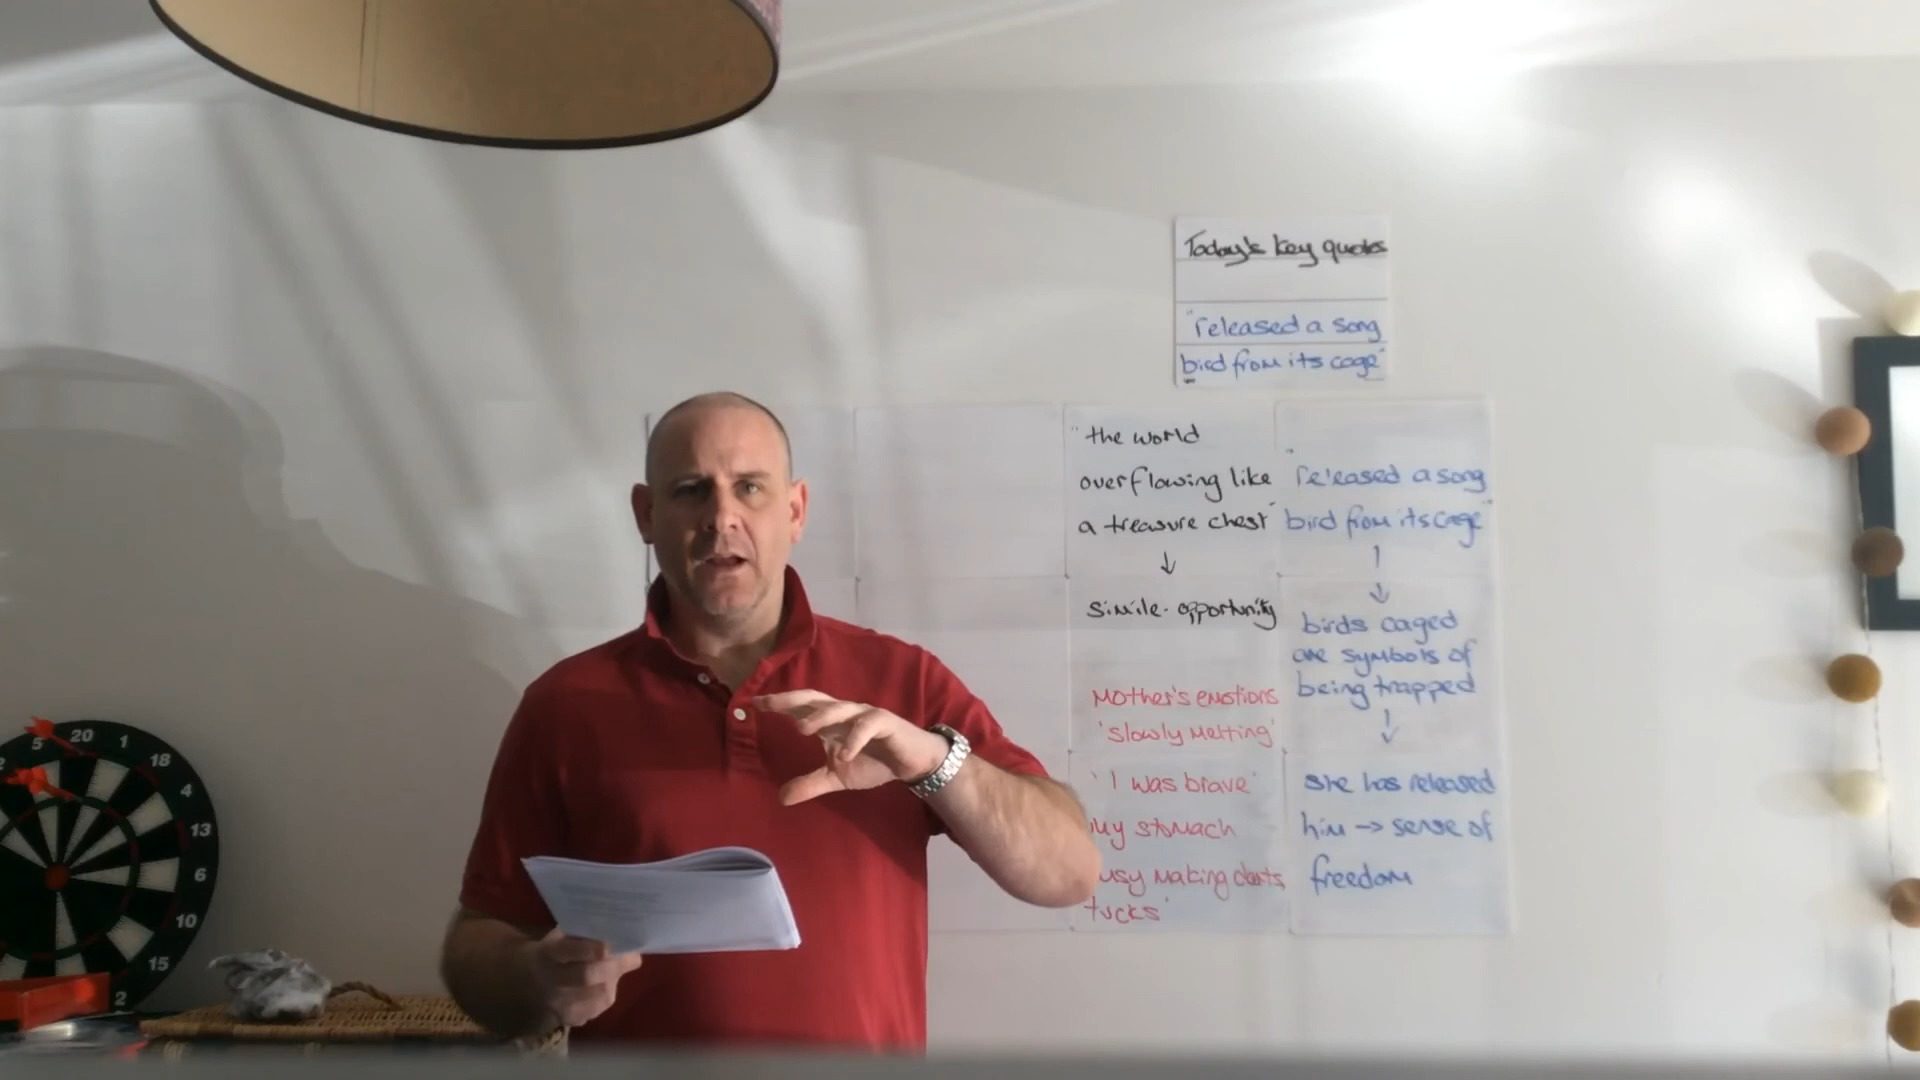 Today's key quotes
"released a song
bird from its cage"
"the world
overflowing like
a treasure chest"
↓
simile - opportunity
Mother's emotions
'slowly melting'
'I was brave'
my stomach
busy making
tucks'
"released a song
bird from its cage"
↓
birds caged
are symbols of
being trapped
↓
she has released
him → sense of
freedom
5
20
1
18
4
13
6
10
15
2